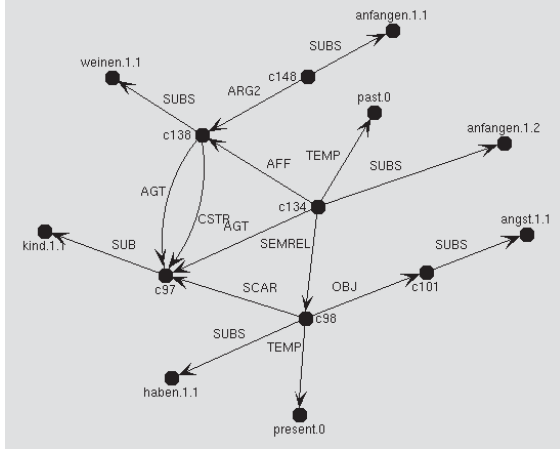 anfangen.1.1
SUBS
weinen.1.1
c148
SUBS
ARG2
past.0
c138
anfangen.1.2
AFF
TEMP
SUBS
AGT
CSTR
AGT
c134
angst.1.1
SUB
SEMREL
SUBS
kind.1.1
c97
SCAR
OBJ
c101
SUBS
TEMP
c98
haben.1.1
present.0